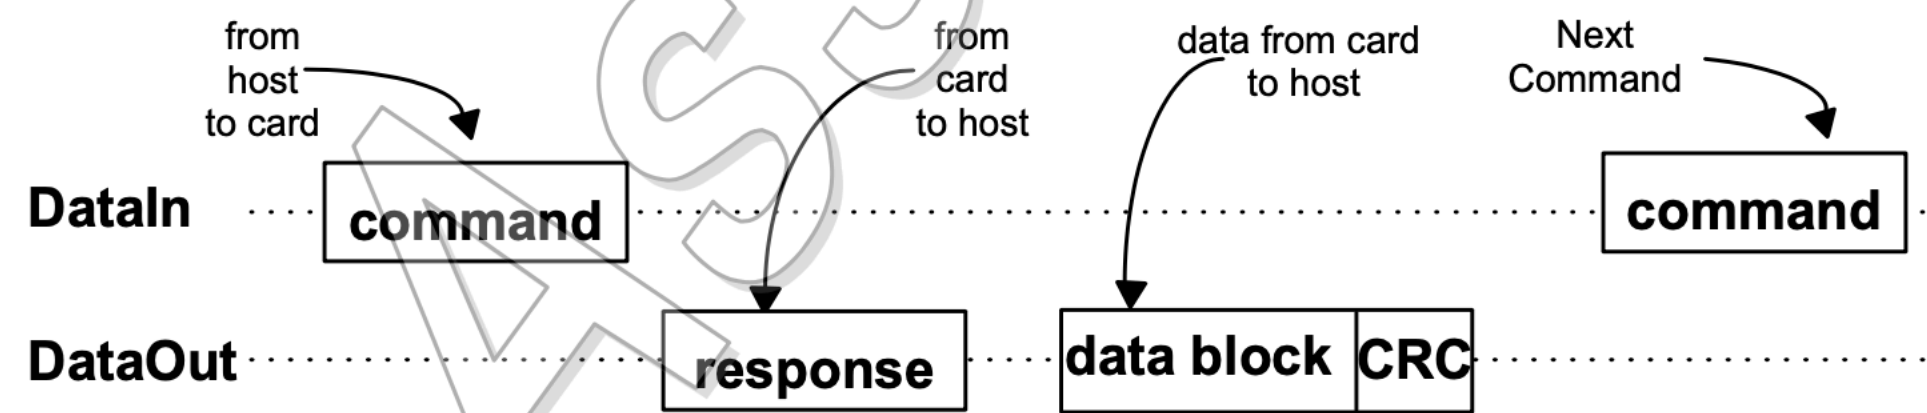 from
host
to card
from
card
to host
data from card
to host
Next
Command
DataIn
command
command
DataOut
response
data block
CRC